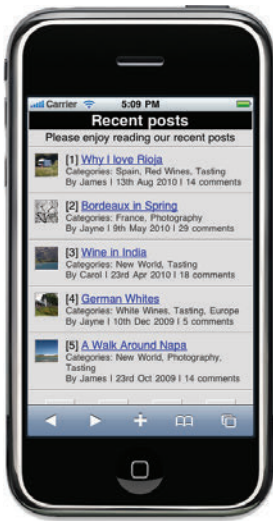 Carrier 5:09 PM
Recent posts
Please enjoy reading our recent posts
[1] Why I love Rioja
Categories: Spain, Red Wines, Tasting
By James | 13th Aug 2010 | 14 comments
[2] Bordeaux in Spring
Categories: France, Photography
By Jayne | 9th May 2010 | 29 comments
[3] Wine in India
Categories: New World, Tasting
By Carol | 23rd Apr 2010 | 18 comments
[4] German Whites
Categories: White Wines, Tasting, Europe
By Jayne | 10th Dec 2009 | 5 comments
[5] A Walk Around Napa
Categories: New World, Photography,
Tasting
By James | 23rd Oct 2009 | 14 comments